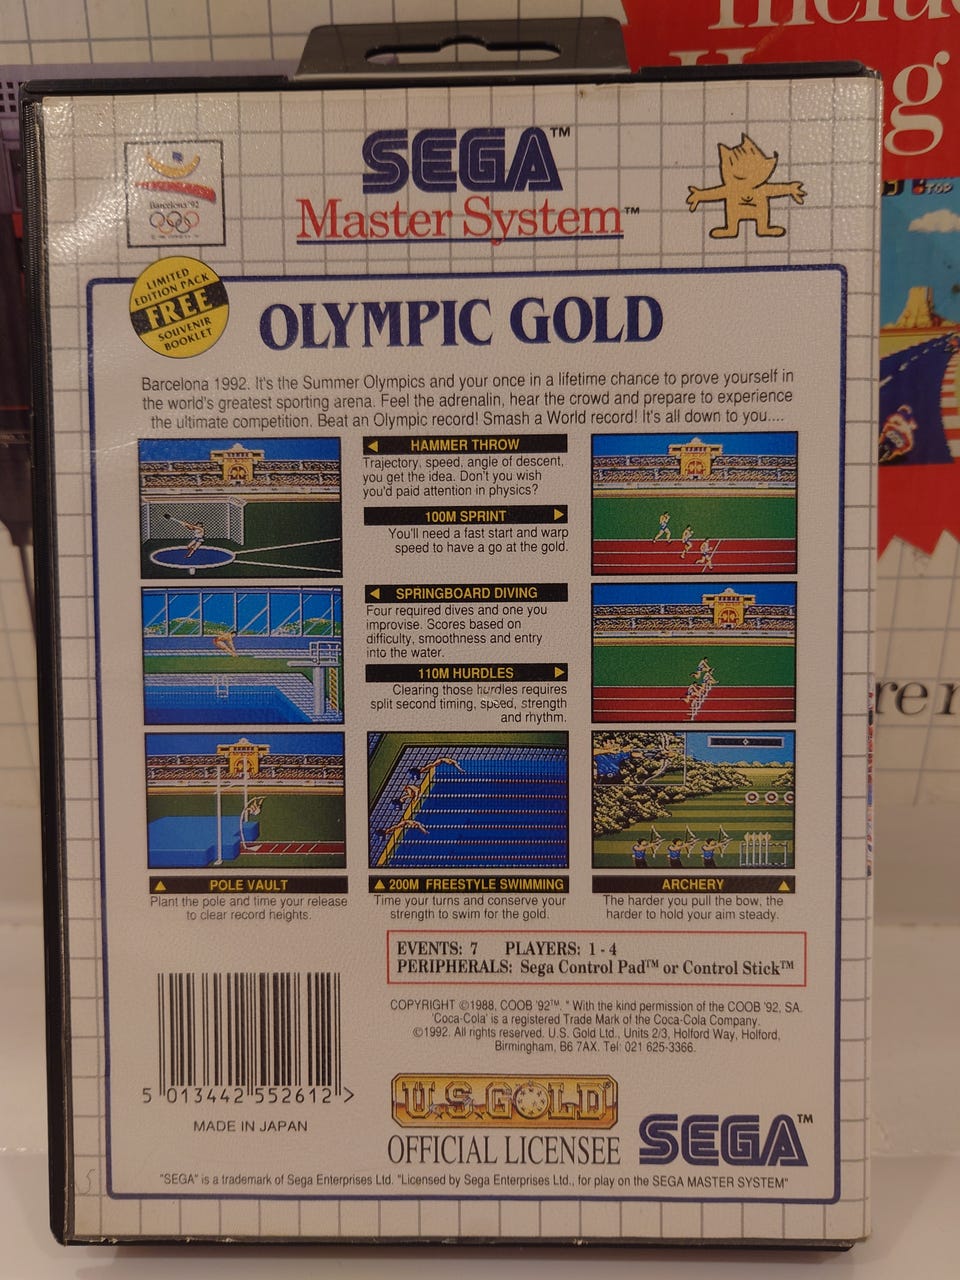 Includ
Hang
TOP
SEGA™
Master System™
Barcelona'92
LIMITED
EDITION PACK
FREE
SOUVENIR
BOOKLET
OLYMPIC GOLD
Barcelona 1992. It's the Summer Olympics and your once in a lifetime chance to prove yourself in
the world's greatest sporting arena. Feel the adrenalin, hear the crowd and prepare to experience
the ultimate competition. Beat an Olympic record! Smash a World record! It's all down to you....
HAMMER THROW
Trajectory, speed, angle of descent,
you get the idea. Don't you wish
you'd paid attention in physics?
100M SPRINT
You'll need a fast start and warp
speed to have a go at the gold.
SPRINGBOARD DIVING
Four required dives and one you
improvise. Scores based on
difficulty, smoothness and entry
into the water.
110M HURDLES
Clearing those hurdles requires
split second timing, speed, strength
and rhythm.
POLE VAULT
Plant the pole and time your release
to clear record heights.
200M FREESTYLE SWIMMING
Time your turns and conserve your
strength to swim for the gold.
ARCHERY
The harder you pull the bow, the
harder to hold your aim steady.
EVENTS: 7 PLAYERS: 1 - 4
PERIPHERALS: Sega Control Pad™ or Control Stick™
COPYRIGHT ©1988, COOB '92™. " With the kind permission of the COOB '92, SA.
'Coca-Cola' is a registered Trade Mark of the Coca-Cola Company.
©1992. All rights reserved. U.S. Gold Ltd., Units 2/3, Holford Way, Holford,
Birmingham, B6 7AX. Tel: 021 625-3366.
5 013442 552612 >
MADE IN JAPAN
U.S. GOLD
OFFICIAL LICENSEE
SEGA™
"SEGA" is a trademark of Sega Enterprises Ltd. "Licensed by Sega Enterprises Ltd., for play on the SEGA MASTER SYSTEM"